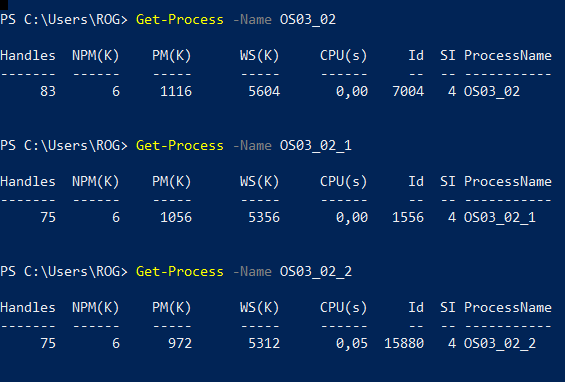 PS C:\Users\ROG> Get-Process -Name OS03_02
Handles NPM(K) PM(K) WS(K) CPU(s) Id SI ProcessName
------- ------ ----- ----- ------ -- -- -----------
83 6 1116 5604 0,00 7004 4 OS03_02
PS C:\Users\ROG> Get-Process -Name OS03_02_1
Handles NPM(K) PM(K) WS(K) CPU(s) Id SI ProcessName
------- ------ ----- ----- ------ -- -- -----------
75 6 1056 5356 0,00 1556 4 OS03_02_1
PS C:\Users\ROG> Get-Process -Name OS03_02_2
Handles NPM(K) PM(K) WS(K) CPU(s) Id SI ProcessName
------- ------ ----- ----- ------ -- -- -----------
75 6 972 5312 0,05 15880 4 OS03_02_2